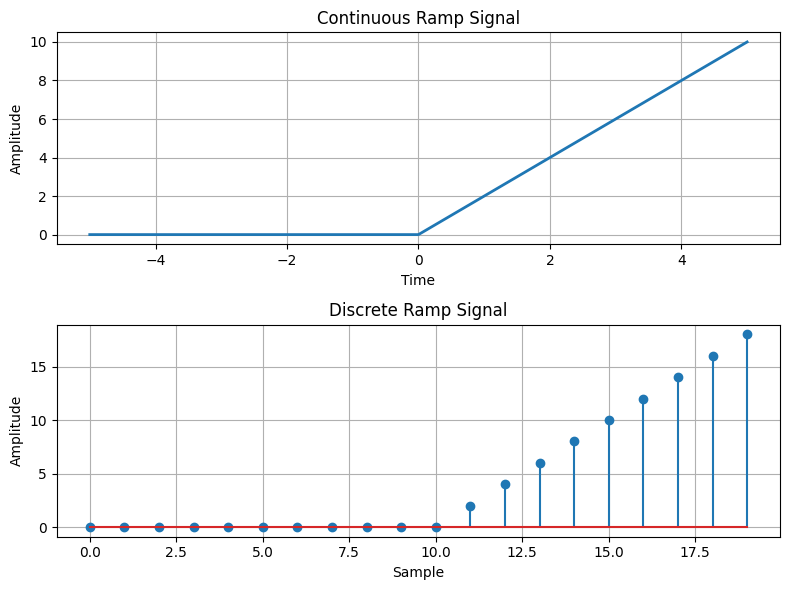 Continuous Ramp Signal
10
8
6
4
2
0
Amplitude
−4 −2 0 2 4
Time
Discrete Ramp Signal
15
10
5
0
Amplitude
0.0 2.5 5.0 7.5 10.0 12.5 15.0 17.5
Sample